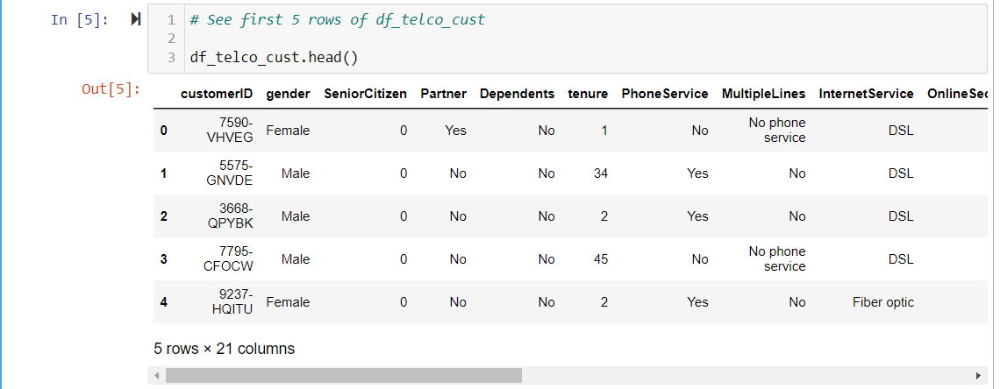 In [5]:
1 # See first 5 rows of df_telco_cust
2
3 df_telco_cust.head()
Out[5]:
customerID gender SeniorCitizen Partner Dependents tenure PhoneService MultipleLines InternetService OnlineSec
0 7590-VHVEG Female 0 Yes No 1 No No phone service DSL
1 5575-GNVDE Male 0 No No 34 Yes No DSL
2 3668-QPYBK Male 0 No No 2 Yes No DSL
3 7795-CFOCW Male 0 No No 45 No No phone service DSL
4 9237-HQITU Female 0 No No 2 Yes No Fiber optic
5 rows × 21 columns